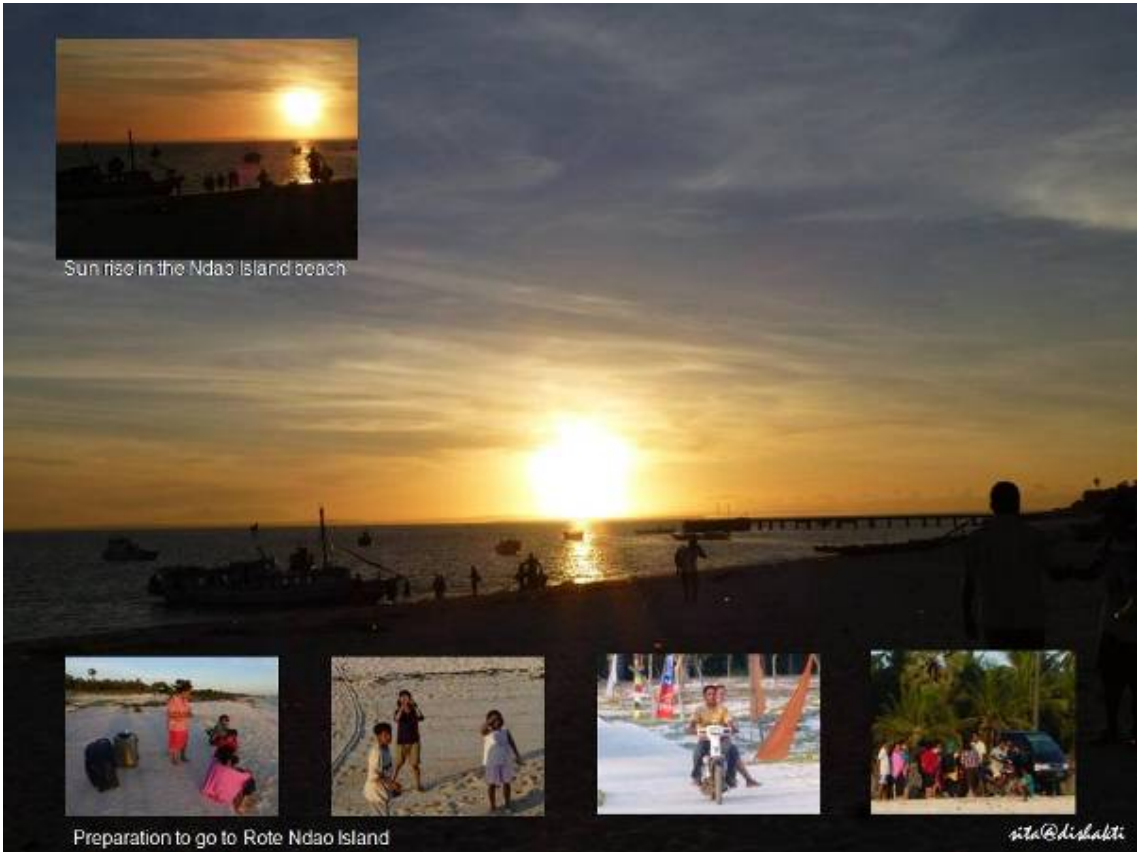 Sun rise in the Ndao Island beach
Preparation to go to Rote Ndao Island
sita@dishakti